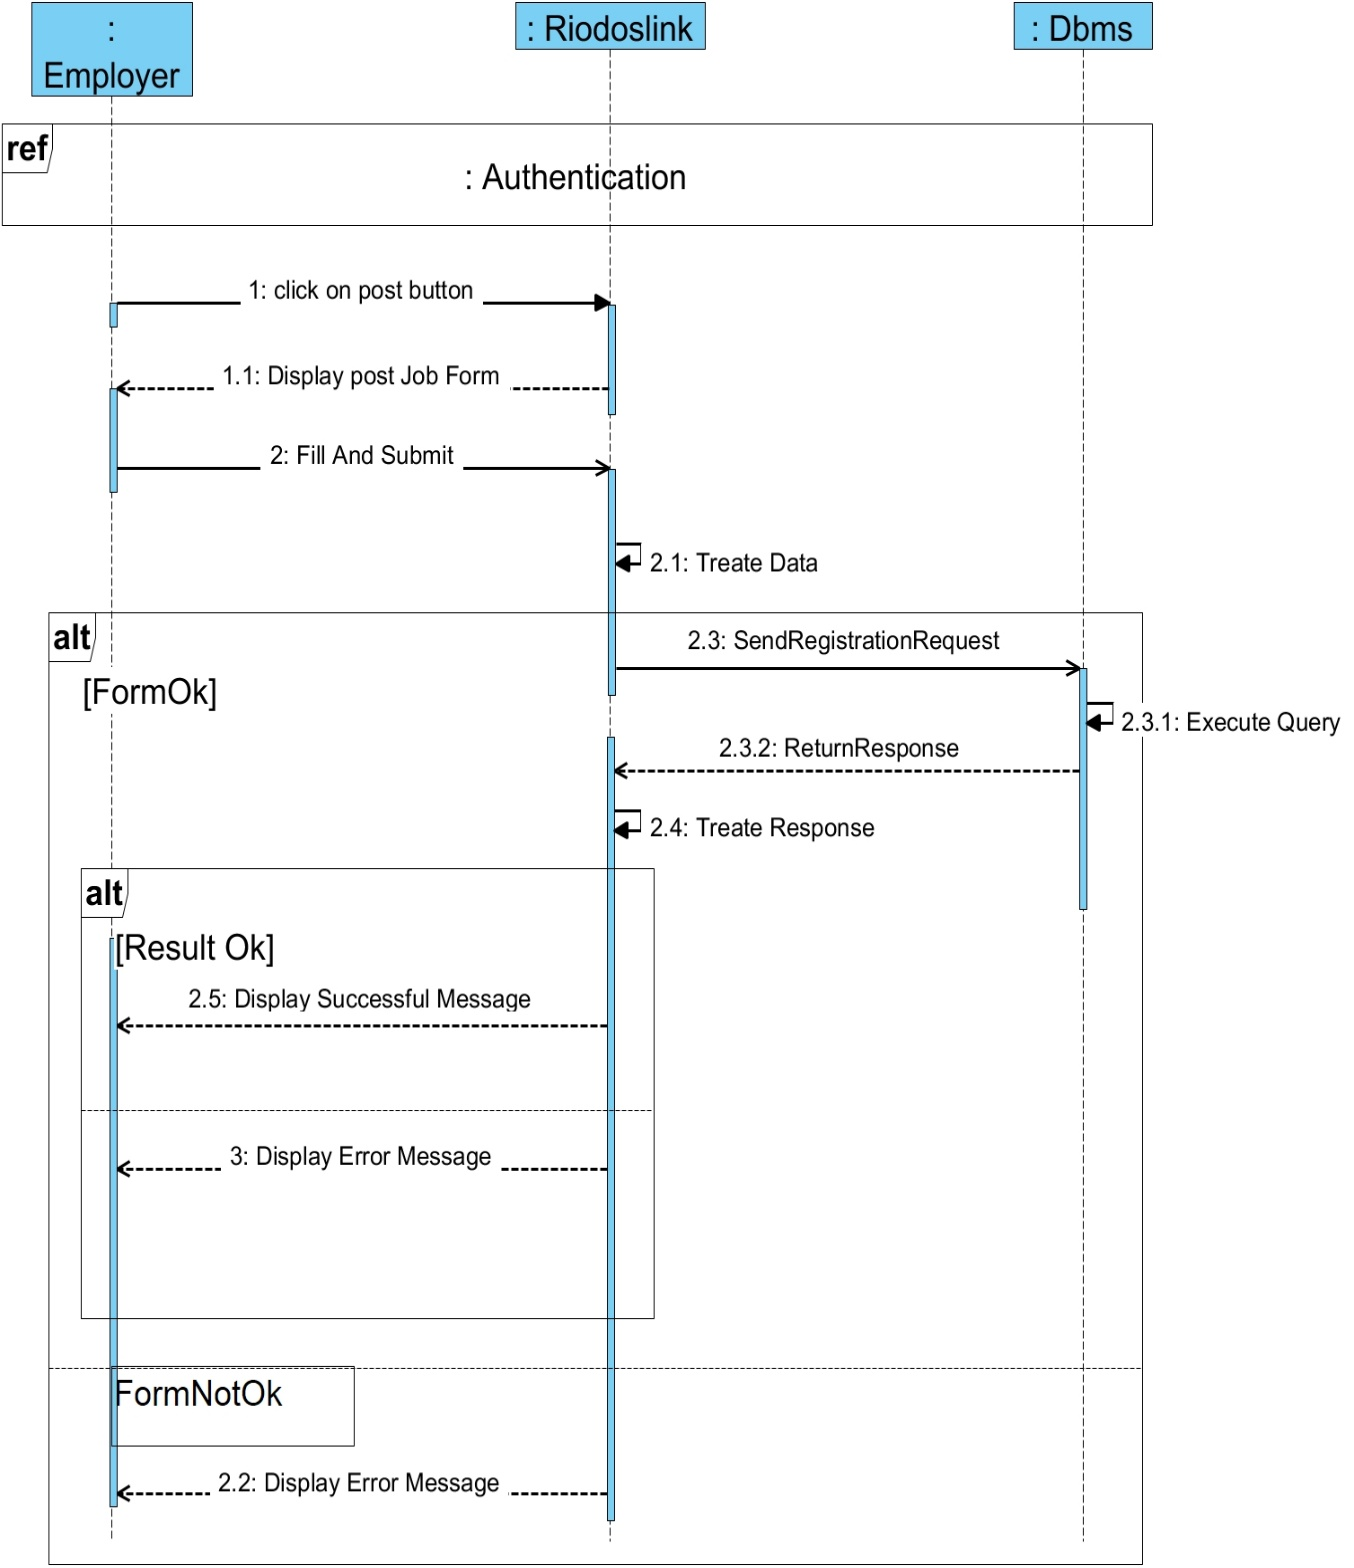 :
Employer
: Riodoslink
: Dbms
ref
: Authentication
1: click on post button
1.1: Display post Job Form
2: Fill And Submit
2.1: Treate Data
alt
2.3: SendRegistrationRequest
[FormOk]
2.3.1: Execute Query
2.3.2: ReturnResponse
2.4: Treate Response
alt
[Result Ok]
2.5: Display Successful Message
3: Display Error Message
FormNotOk
2.2: Display Error Message